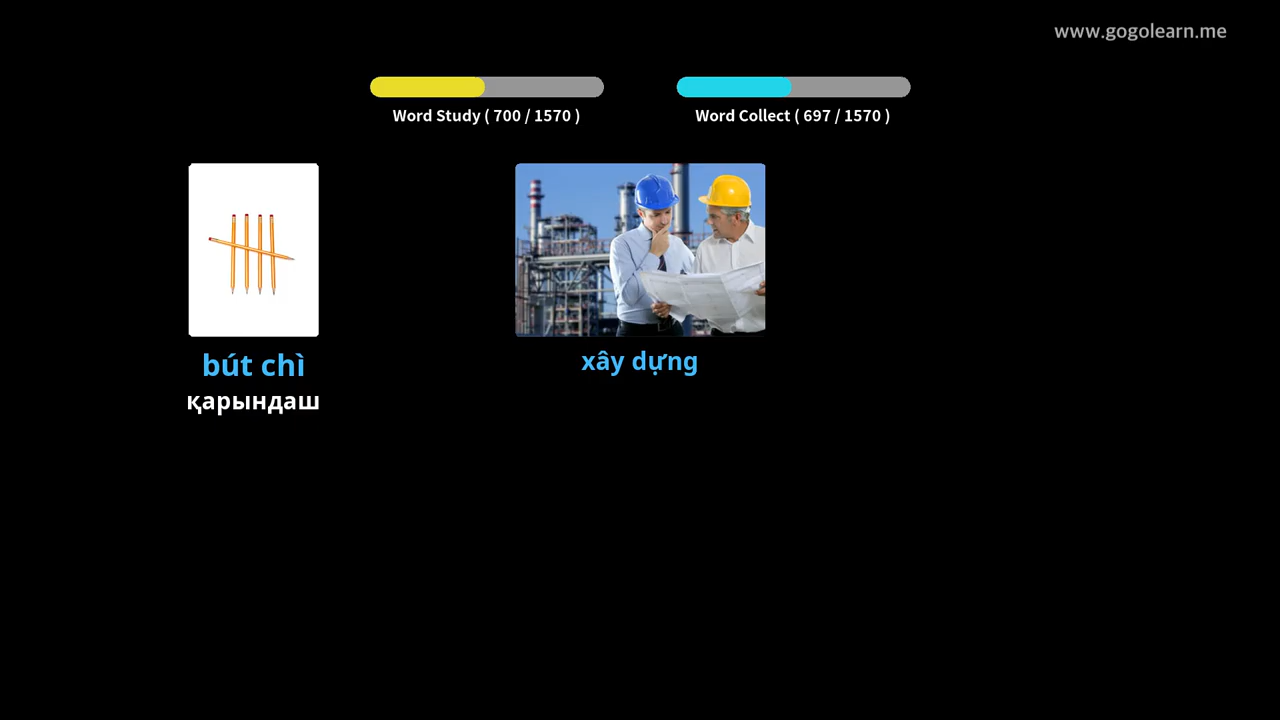 www.gogolearn.me
Word Study ( 700 / 1570 )
Word Collect ( 697 / 1570 )
bút chì
қарындаш
xây dựng